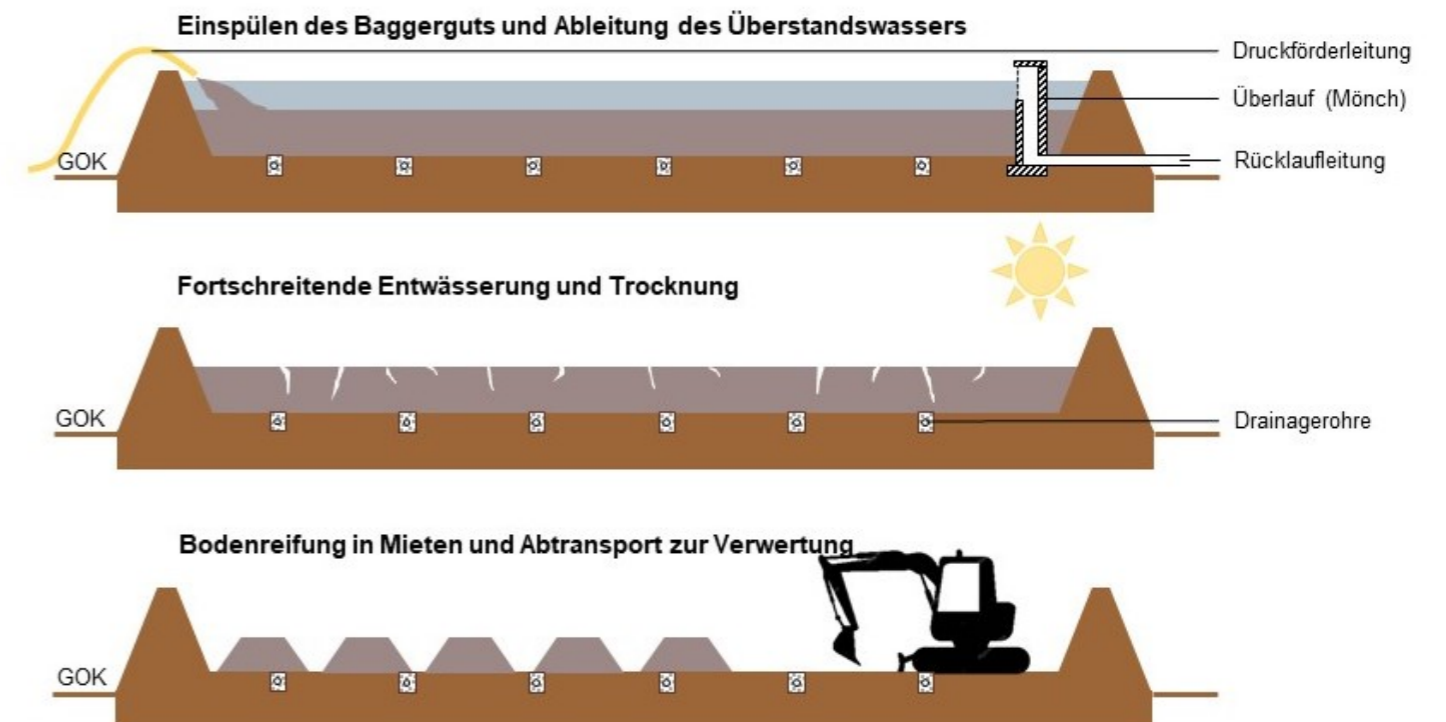 Einspülen des Baggerguts und Ableitung des Überstandswassers
Druckförderleitung
Überlauf (Mönch)
GOK
Rücklaufleitung
Fortschreitende Entwässerung und Trocknung
GOK
Drainagerohre
Bodenreifung in Mieten und Abtransport zur Verwertung
GOK